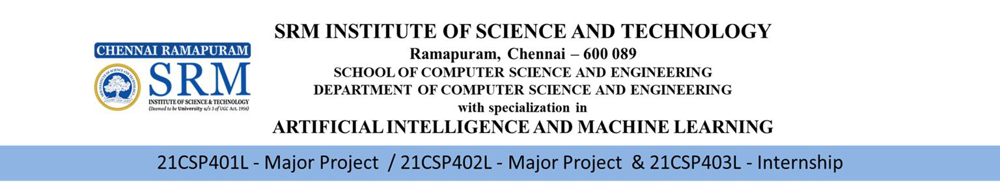 CHENNAI RAMAPURAM
SRM
INSTITUTE OF SCIENCE & TECHNOLOGY
(Deemed to be University u/s 3 of UGC Act, 1956)
SRM INSTITUTE OF SCIENCE AND TECHNOLOGY
Ramapuram, Chennai – 600 089
SCHOOL OF COMPUTER SCIENCE AND ENGINEERING
DEPARTMENT OF COMPUTER SCIENCE AND ENGINEERING
with specialization in
ARTIFICIAL INTELLIGENCE AND MACHINE LEARNING
21CSP401L - Major Project / 21CSP402L - Major Project & 21CSP403L - Internship